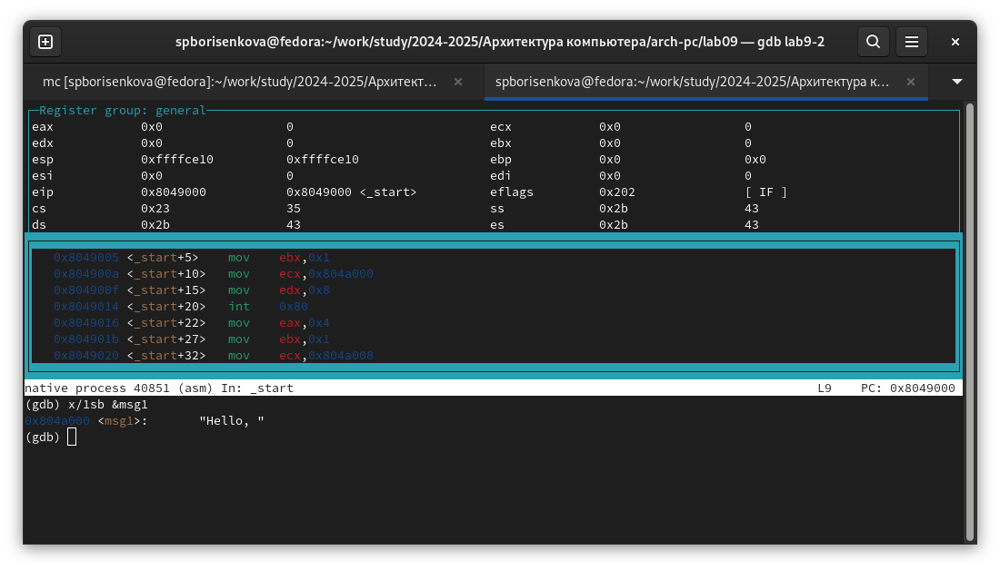 spborisenkova@fedora:~/work/study/2024-2025/Архитектура компьютера/arch-pc/lab09 — gdb lab9-2
mc [spborisenkova@fedora]:~/work/study/2024-2025/Архитект… spborisenkova@fedora:~/work/study/2024-2025/Архитектура к…
Register group: general
eax 0x0 0 ecx 0x0 0
edx 0x0 0 ebx 0x0 0
esp 0xffffce10 0xffffce10 ebp 0x0 0x0
esi 0x0 0 edi 0x0 0
eip 0x8049000 0x8049000 <_start> eflags 0x202 [ IF ]
cs 0x23 35 ss 0x2b 43
ds 0x2b 43 es 0x2b 43
0x8049005 <_start+5> mov ebx,0x1
0x804900a <_start+10> mov ecx,0x804a000
0x804900f <_start+15> mov edx,0x8
0x8049014 <_start+20> int 0x80
0x8049016 <_start+22> mov eax,0x4
0x804901b <_start+27> mov ebx,0x1
0x8049020 <_start+32> mov ecx,0x804a008
native process 40851 (asm) In: _start L9 PC: 0x8049000
(gdb) x/1sb &msg1
0x804a000 <msg1>: "Hello, "
(gdb)